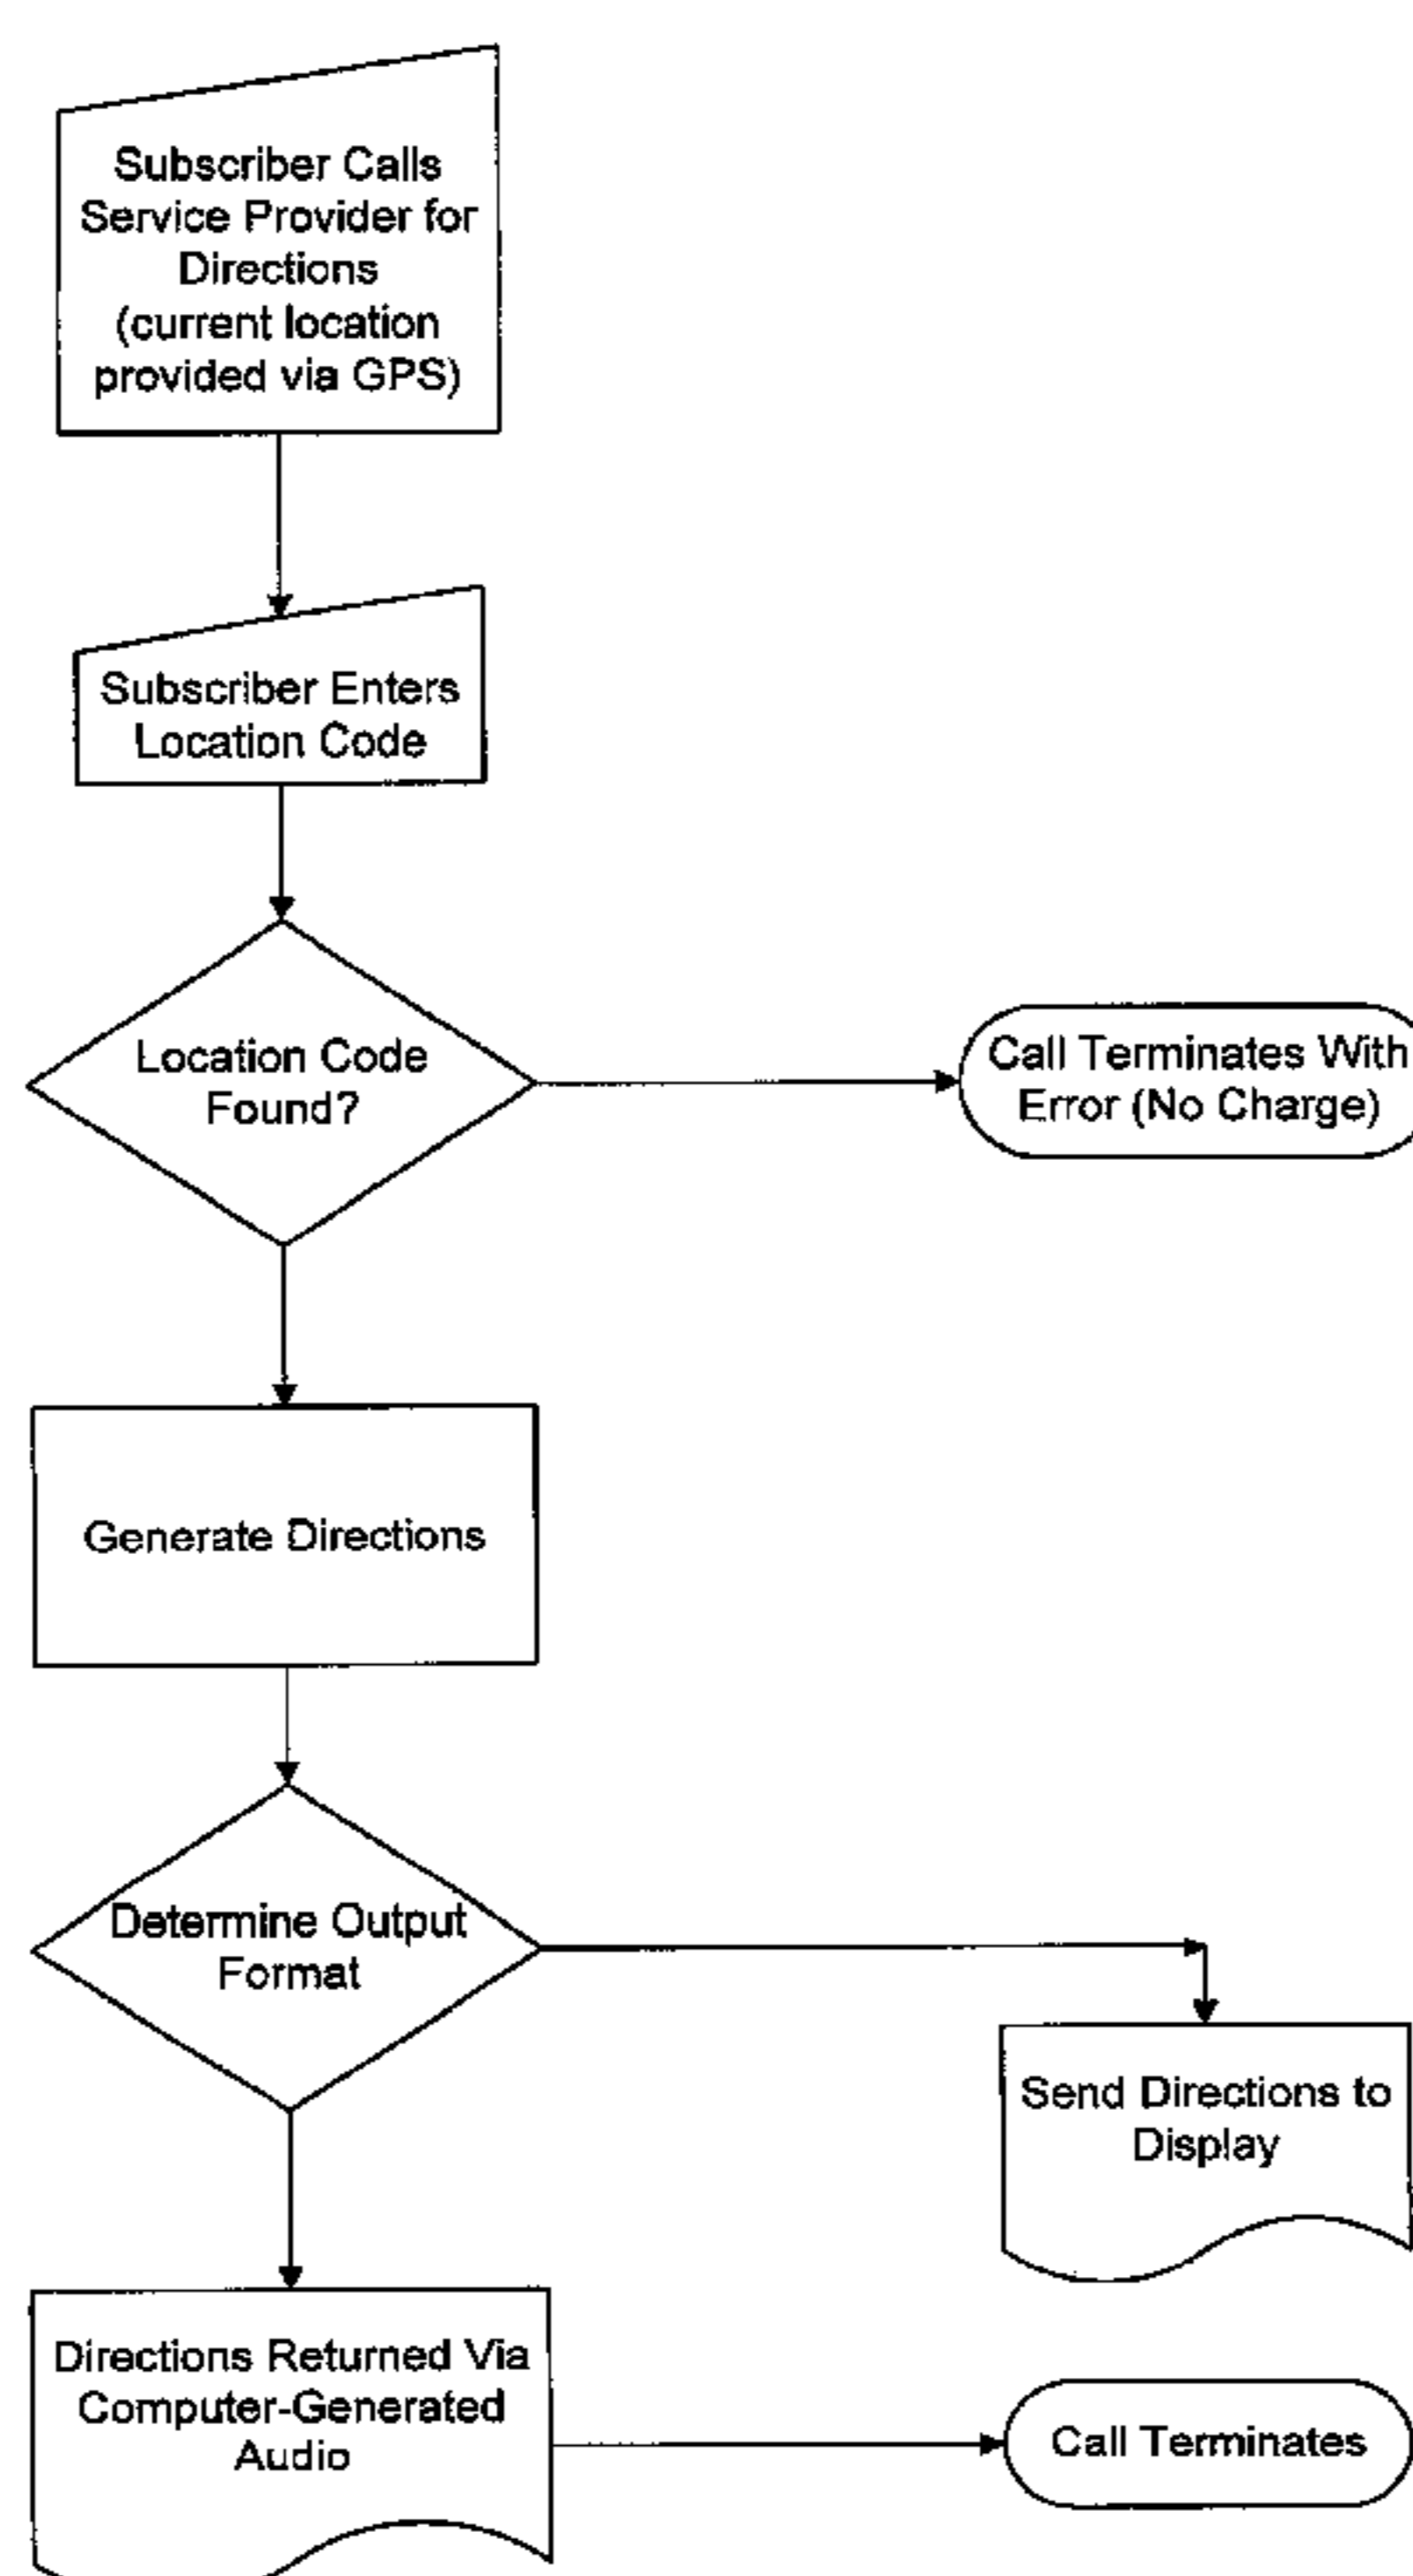 Subscriber Calls
Service Provider for
Directions
(current location
provided via GPS)
Subscriber Enters
Location Code
Location Code
Found?
Call Terminates With
Error (No Charge)
Generate Directions
Determine Output
Format
Send Directions to
Display
Directions Returned Via
Computer-Generated
Audio
Call Terminates